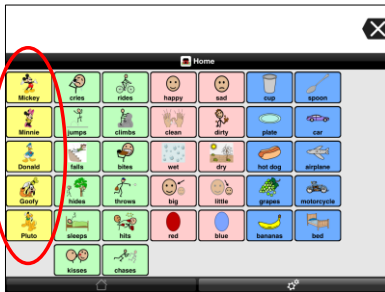 Home
Mickey cries rides happy sad cup spoon
Minnie jumps climbs clean dirty plate car
Donald falls bites wet dry hot dog airplane
Goofy hides throws big little grapes motorcycle
Pluto sleeps hits red blue bananas bed
kisses chases